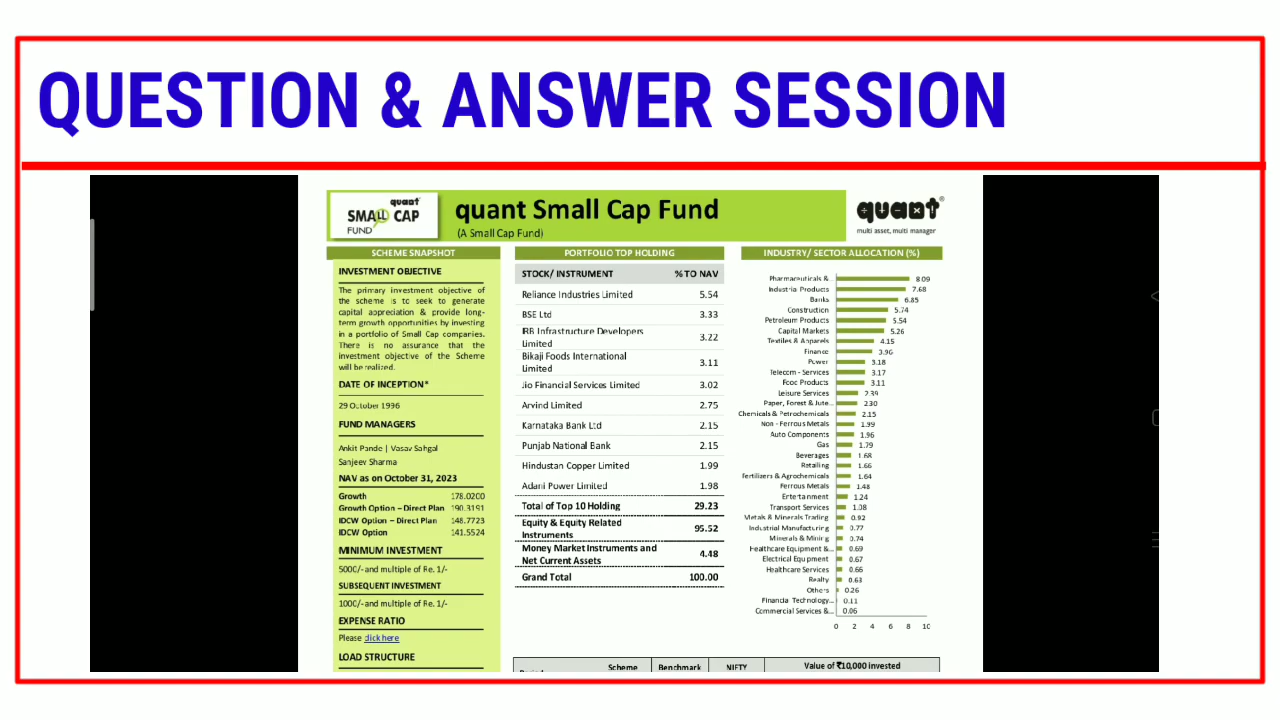 QUESTION & ANSWER SESSION
quant
SMALL CAP
FUND
quant Small Cap Fund
(A Small Cap Fund)
quant
multi asset, multi manager
SCHEME SNAPSHOT
INVESTMENT OBJECTIVE
The primary investment objective of
the scheme is to seek to generate
capital appreciation & provide long-
term growth opportunities by investing
in a portfolio of Small Cap companies.
There is no assurance that the
investment objective of the Scheme
will be realized.
DATE OF INCEPTION*
29 October 1996
FUND MANAGERS
Ankit Pande | Vasav Sahgal
Sanjeev Sharma
NAV as on October 31, 2023
Growth 178.0200
Growth Option – Direct Plan 190.3191
IDCW Option – Direct Plan 148.7723
IDCW Option 141.5524
MINIMUM INVESTMENT
5000/- and multiple of Re. 1/-
SUBSEQUENT INVESTMENT
1000/- and multiple of Re. 1/-
EXPENSE RATIO
Please click here
LOAD STRUCTURE
PORTFOLIO TOP HOLDING
STOCK/ INSTRUMENT % TO NAV
Reliance Industries Limited 5.54
BSE Ltd 3.33
IRB Infrastructure Developers
Limited 3.22
Bikaji Foods International
Limited 3.11
Jio Financial Services Limited 3.02
Arvind Limited 2.75
Karnataka Bank Ltd 2.15
Punjab National Bank 2.15
Hindustan Copper Limited 1.99
Adani Power Limited 1.98
Total of Top 10 Holding 29.23
Equity & Equity Related
Instruments 95.52
Money Market Instruments and
Net Current Assets 4.48
Grand Total 100.00
INDUSTRY/ SECTOR ALLOCATION (%)
Pharmaceuticals & 8.09
Industrial Products 7.68
Banks 6.85
Construction 5.74
Petroleum Products 5.54
Capital Markets 5.26
Textiles & Apparels 4.15
Finance 3.96
Power 3.18
Telecom - Services 3.17
Food Products 3.11
Leisure Services 2.39
Paper, Forest & Jute... 2.30
Chemicals & Petrochemicals 2.15
Non - Ferrous Metals 1.99
Auto Components 1.96
Gas 1.79
Beverages 1.68
Retailing 1.66
Fertilizers & Agrochemicals 1.64
Ferrous Metals 1.48
Entertainment 1.24
Transport Services 1.08
Metals & Minerals Trading 0.92
Industrial Manufacturing 0.77
Minerals & Mining 0.74
Healthcare Equipment &... 0.69
Electrical Equipment 0.67
Healthcare Services 0.66
Realty 0.63
Others 0.26
Financial Technology... 0.11
Commercial Services &... 0.06
0 2 4 6 8 10
Scheme Benchmark NIFTY Value of ₹10,000 invested